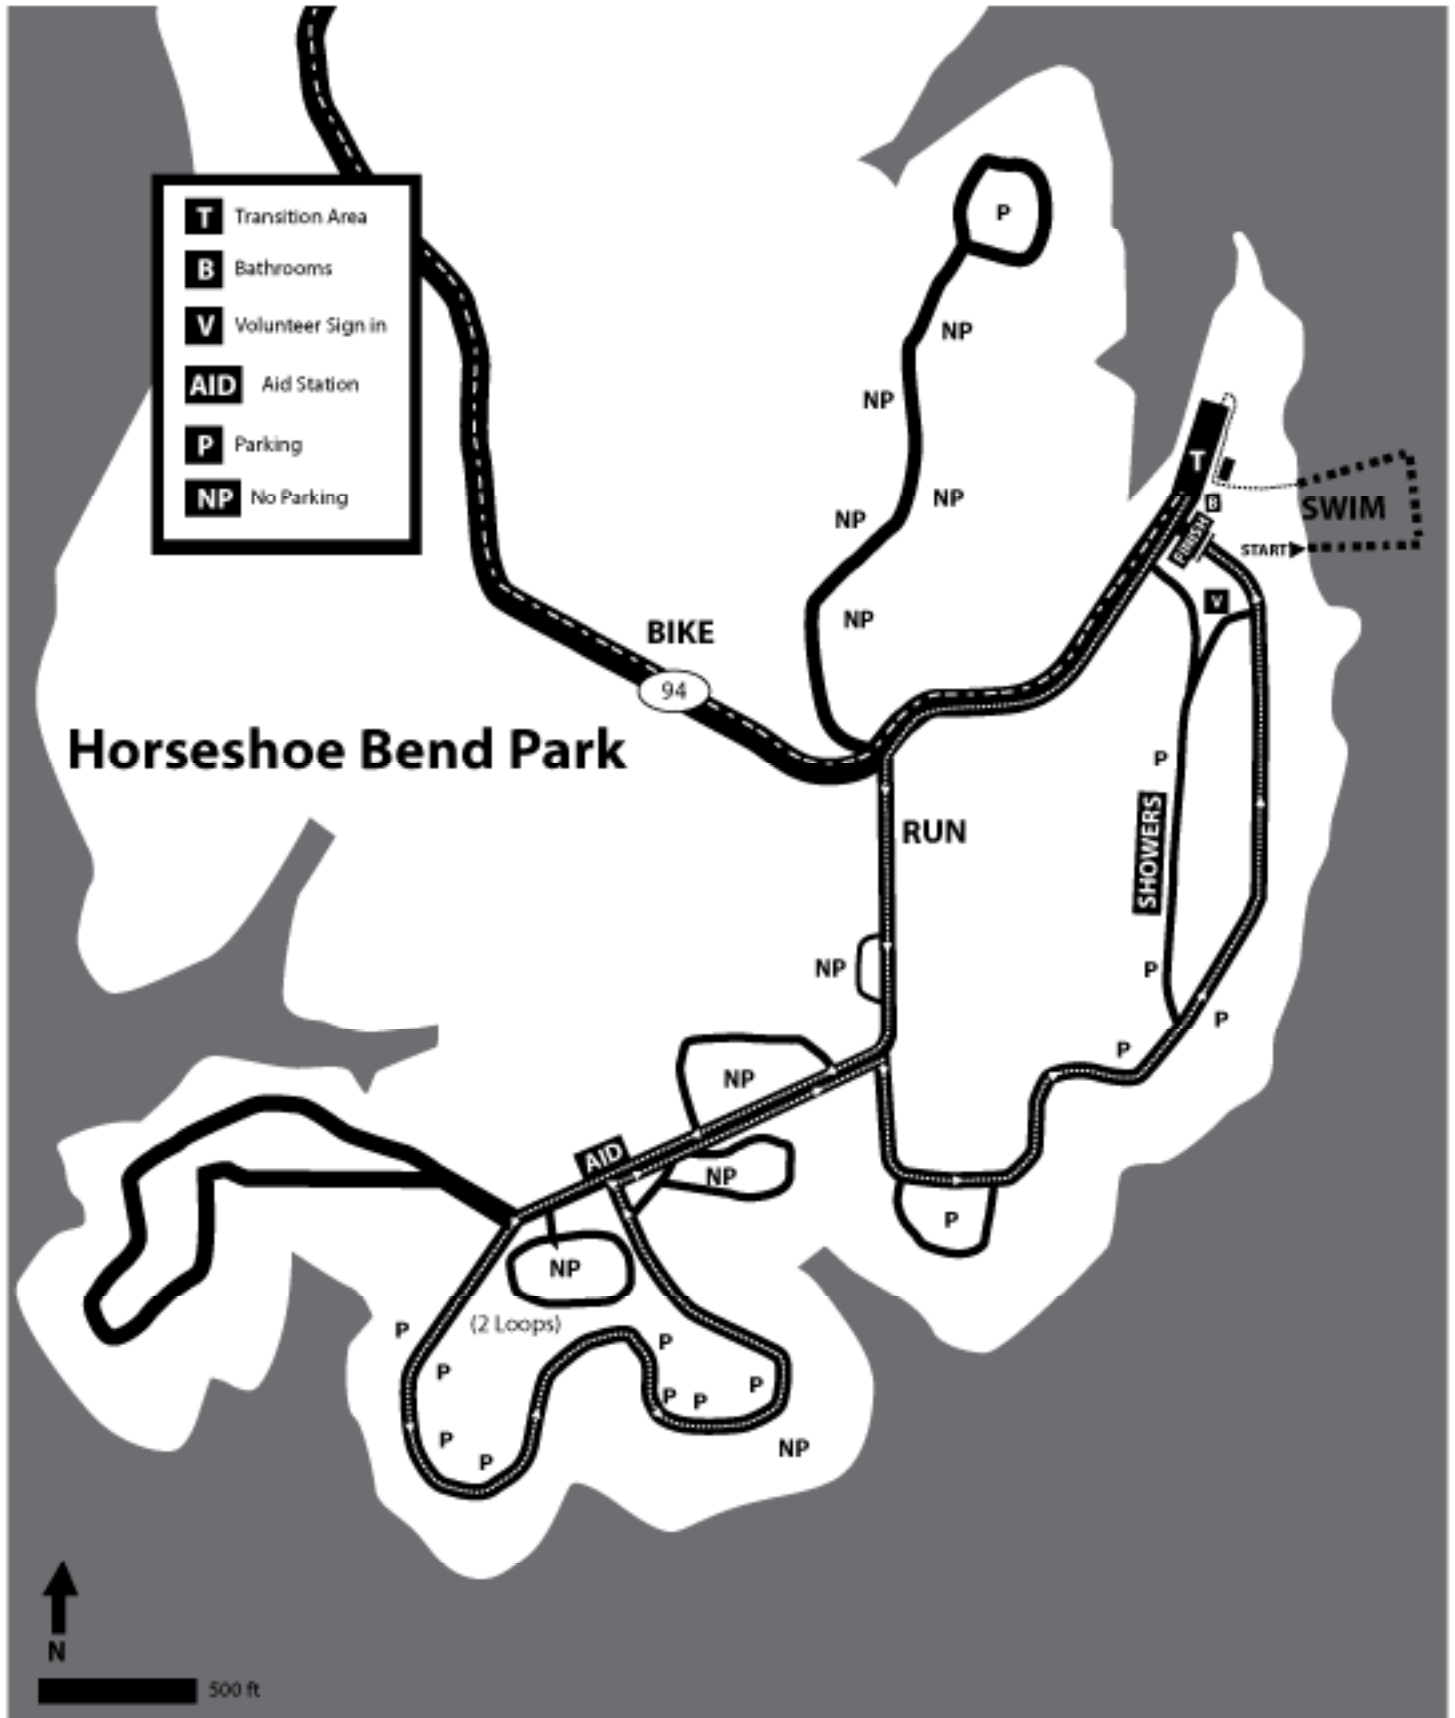 T Transition Area
B Bathrooms
V Volunteer Sign in
AID Aid Station
P Parking
NP No Parking
P
NP
NP
NP
NP
NP
T
B
FINISH
SWIM
START
V
BIKE
94
Horseshoe Bend Park
RUN
P
SHOWERS
P
P
P
NP
NP
AID
NP
P
NP
(2 Loops)
P
P
P
P
P
P
P
P
NP
N
500 ft